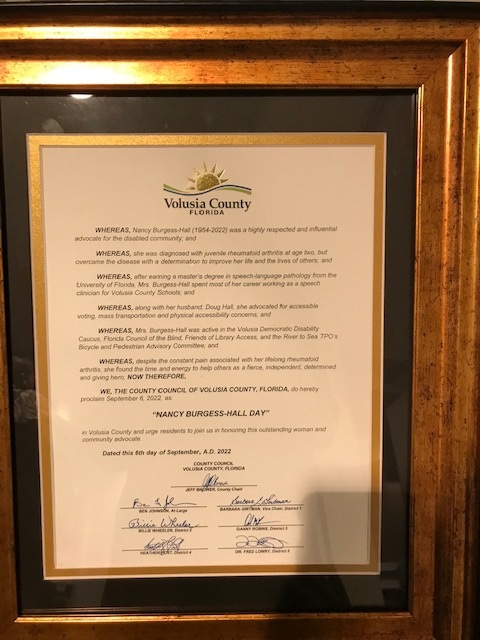 Volusia County
FLORIDA
WHEREAS, Nancy Burgess-Hall (1954-2022) was a highly respected and influential
advocate for the disabled community; and
WHEREAS, she was diagnosed with juvenile rheumatoid arthritis at age two, but
overcame the disease with a determination to improve her life and the lives of others; and
WHEREAS, after earning a master's degree in speech-language pathology from the
University of Florida, Mrs. Burgess-Hall spent most of her career working as a speech
clinician for Volusia County Schools; and
WHEREAS, along with her husband, Doug Hall, she advocated for accessible
voting, mass transportation and physical accessibility concerns; and
WHEREAS, Mrs. Burgess-Hall was active in the Volusia Democratic Disability
Caucus, Florida Council of the Blind, Friends of Library Access, and the River to Sea TPO's
Bicycle and Pedestrian Advisory Committee; and
WHEREAS, despite the constant pain associated with her lifelong rheumatoid
arthritis, she found the time and energy to help others as a fierce, independent, determined
and giving hero; NOW THEREFORE,
WE, THE COUNTY COUNCIL OF VOLUSIA COUNTY, FLORIDA, do hereby
proclaim September 6, 2022, as:
"NANCY BURGESS-HALL DAY"
in Volusia County and urge residents to join us in honoring this outstanding woman and
community advocate.
Dated this 6th day of September, A.D. 2022
COUNTY COUNCIL
VOLUSIA COUNTY, FLORIDA
JEFF BROWER, County Chair
BEN JOHNSON, At-Large
BARBARA GIRTMAN, Vice Chair, District 1
Billie Wheeler
BILLIE WHEELER, District 2
DANNY ROBINS, District 3
HEATHER POST, District 4
DR. FRED LOWRY, District 5